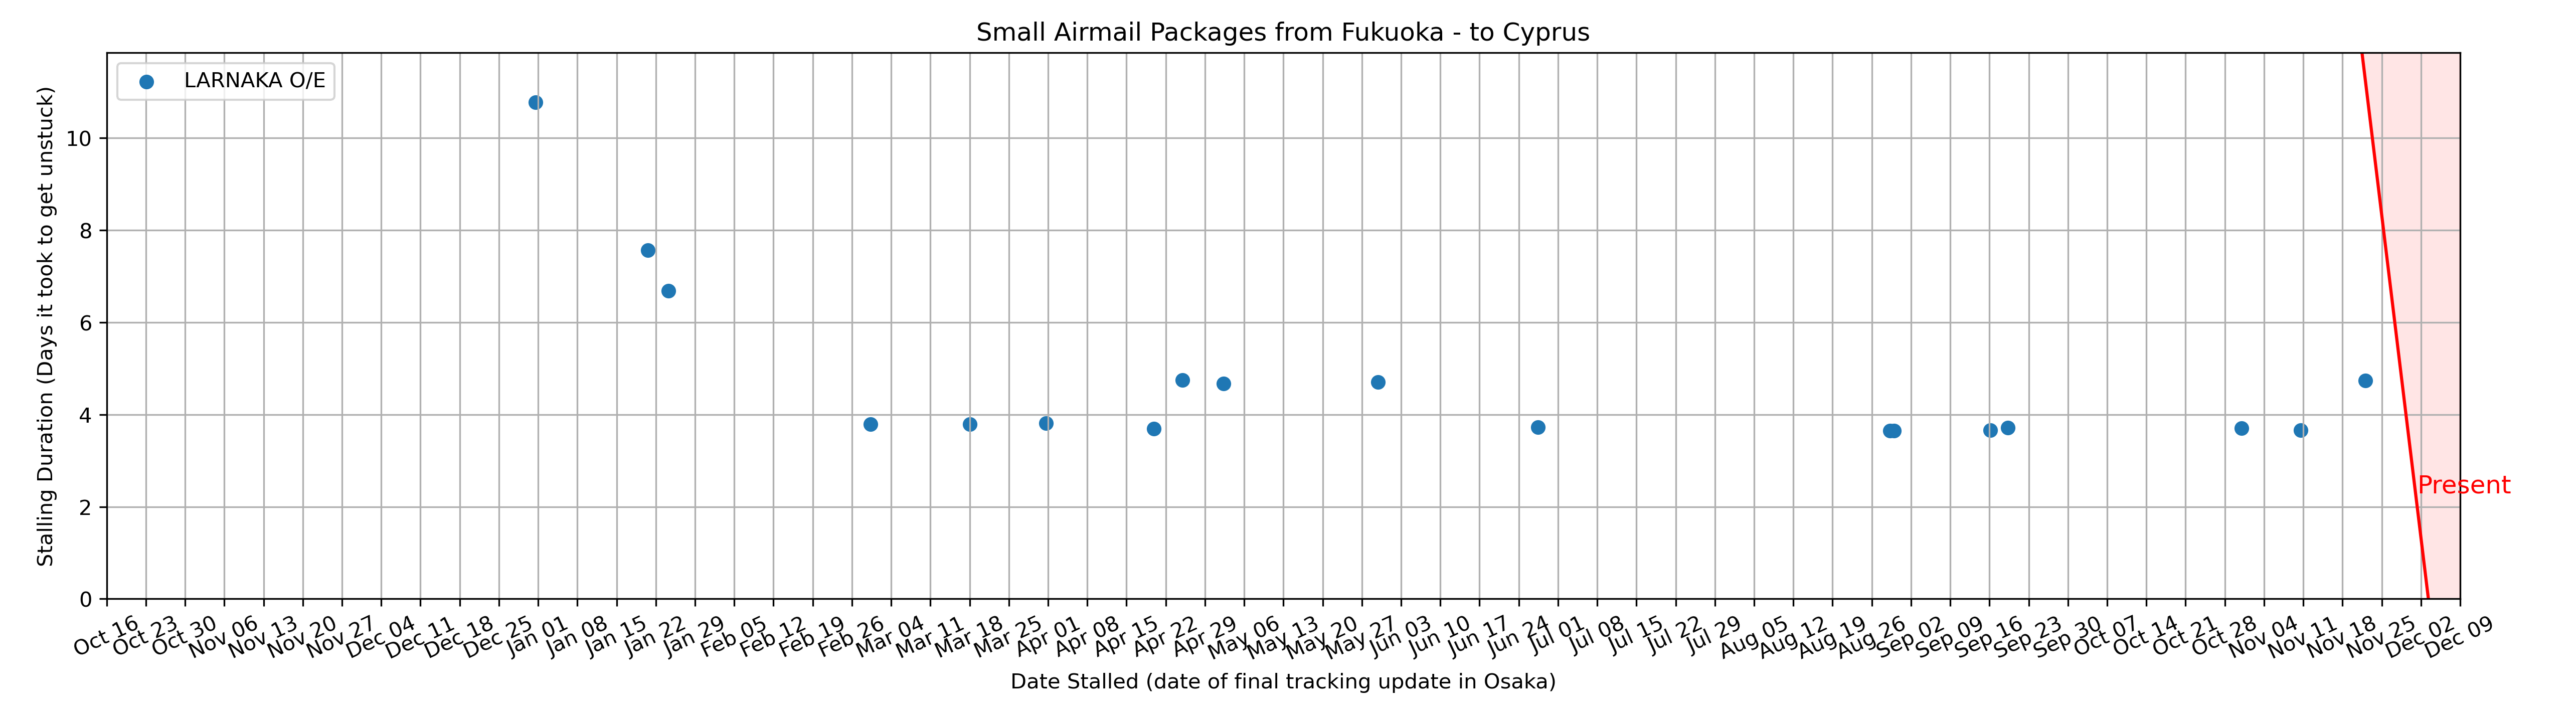 Small Airmail Packages from Fukuoka - to Cyprus
LARNAKA O/E
Stalling Duration (Days it took to get unstuck)
10
8
6
4
2
0
Present
Oct 16
Oct 23
Oct 30
Nov 06
Nov 13
Nov 20
Nov 27
Dec 04
Dec 11
Dec 18
Dec 25
Jan 01
Jan 08
Jan 15
Jan 22
Jan 29
Feb 05
Feb 12
Feb 19
Feb 26
Mar 04
Mar 11
Mar 18
Mar 25
Apr 01
Apr 08
Apr 15
Apr 22
Apr 29
May 06
May 13
May 20
May 27
Jun 03
Jun 10
Jun 17
Jun 24
Jul 01
Jul 08
Jul 15
Jul 22
Jul 29
Aug 05
Aug 12
Aug 19
Aug 26
Sep 02
Sep 09
Sep 16
Sep 23
Sep 30
Oct 07
Oct 14
Oct 21
Oct 28
Nov 04
Nov 11
Nov 18
Nov 25
Dec 02
Dec 09
Date Stalled (date of final tracking update in Osaka)